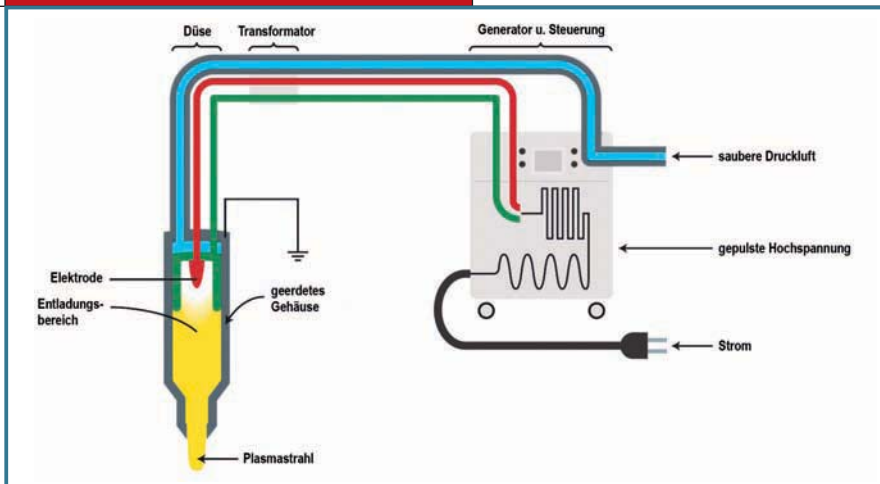 Düse
Transformator
Generator u. Steuerung
saubere Druckluft
gepulste Hochspannung
Elektrode
geerdetes
Gehäuse
Entladungs-
bereich
Strom
Plasmastrahl